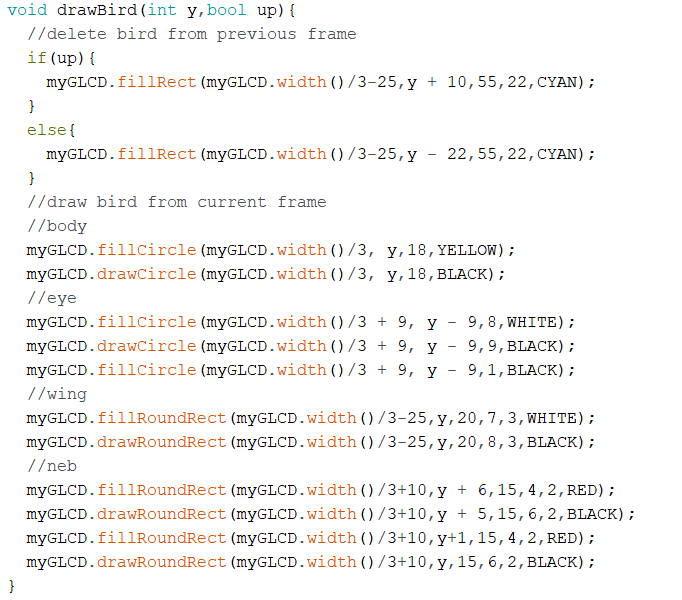 void drawBird(int y,bool up){
  //delete bird from previous frame
  if(up){
    myGLCD.fillRect(myGLCD.width()/3-25,y + 10,55,22,CYAN);
  }
  else{
    myGLCD.fillRect(myGLCD.width()/3-25,y - 22,55,22,CYAN);
  }
  //draw bird from current frame
  //body
  myGLCD.fillCircle(myGLCD.width()/3, y,18,YELLOW);
  myGLCD.drawCircle(myGLCD.width()/3, y,18,BLACK);
  //eye
  myGLCD.fillCircle(myGLCD.width()/3 + 9, y - 9,8,WHITE);
  myGLCD.drawCircle(myGLCD.width()/3 + 9, y - 9,9,BLACK);
  myGLCD.fillCircle(myGLCD.width()/3 + 9, y - 9,1,BLACK);
  //wing
  myGLCD.fillRoundRect(myGLCD.width()/3-25,y,20,7,3,WHITE);
  myGLCD.drawRoundRect(myGLCD.width()/3-25,y,20,8,3,BLACK);
  //neb
  myGLCD.fillRoundRect(myGLCD.width()/3+10,y + 6,15,4,2,RED);
  myGLCD.drawRoundRect(myGLCD.width()/3+10,y + 5,15,6,2,BLACK);
  myGLCD.fillRoundRect(myGLCD.width()/3+10,y+1,15,4,2,RED);
  myGLCD.drawRoundRect(myGLCD.width()/3+10,y,15,6,2,BLACK);
}